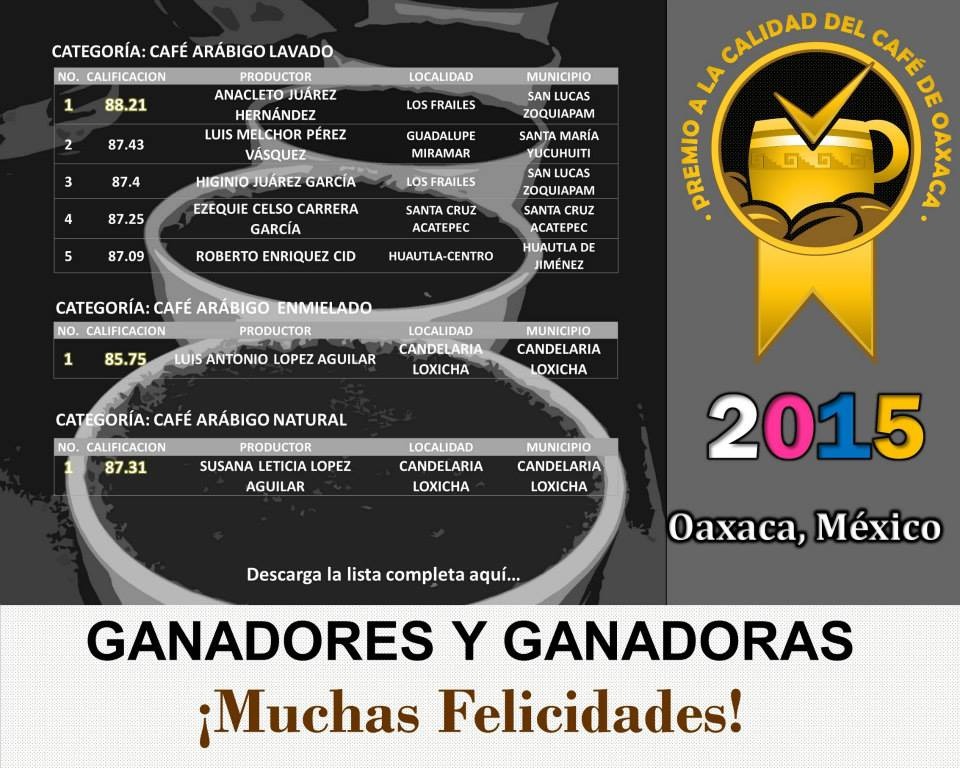 CATEGORÍA: CAFÉ ARÁBIGO LAVADO
NO. CALIFICACION PRODUCTOR LOCALIDAD MUNICIPIO
1 88.21 ANACLETO JUÁREZ HERNÁNDEZ LOS FRAILES SAN LUCAS ZOQUIAPAM
2 87.43 LUIS MELCHOR PÉREZ VÁSQUEZ GUADALUPE MIRAMAR SANTA MARÍA YUCUHUITI
3 87.4 HIGINIO JUÁREZ GARCÍA LOS FRAILES SAN LUCAS ZOQUIAPAM
4 87.25 EZEQUIE CELSO CARRERA GARCÍA SANTA CRUZ ACATEPEC SANTA CRUZ ACATEPEC
5 87.09 ROBERTO ENRIQUEZ CID HUAUTLA-CENTRO HUAUTLA DE JIMÉNEZ
CATEGORÍA: CAFÉ ARÁBIGO ENMIELADO
NO. CALIFICACION PRODUCTOR LOCALIDAD MUNICIPIO
1 85.75 LUIS ANTONIO LOPEZ AGUILAR CANDELARIA LOXICHA CANDELARIA LOXICHA
CATEGORÍA: CAFÉ ARÁBIGO NATURAL
NO. CALIFICACION PRODUCTOR LOCALIDAD MUNICIPIO
1 87.31 SUSANA LETICIA LOPEZ AGUILAR CANDELARIA LOXICHA CANDELARIA LOXICHA
Descarga la lista completa aquí...
· PREMIO A LA CALIDAD DEL CAFÉ DE OAXACA ·
2015
Oaxaca, México
GANADORES Y GANADORAS
¡Muchas Felicidades!